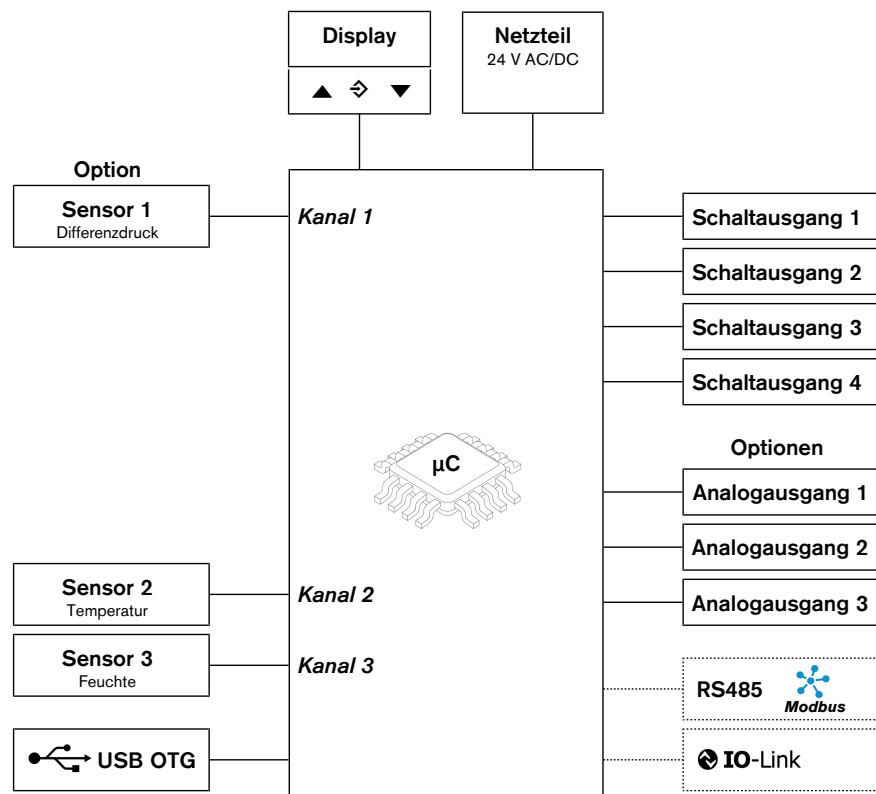 Display
Netzteil
24 V AC/DC
Option
Sensor 1
Differenzdruck
Kanal 1
Schaltausgang 1
Schaltausgang 2
Schaltausgang 3
Schaltausgang 4
µC
Optionen
Analogausgang 1
Analogausgang 2
Analogausgang 3
Sensor 2
Temperatur
Kanal 2
Sensor 3
Feuchte
Kanal 3
RS485
Modbus
USB OTG
IO-Link